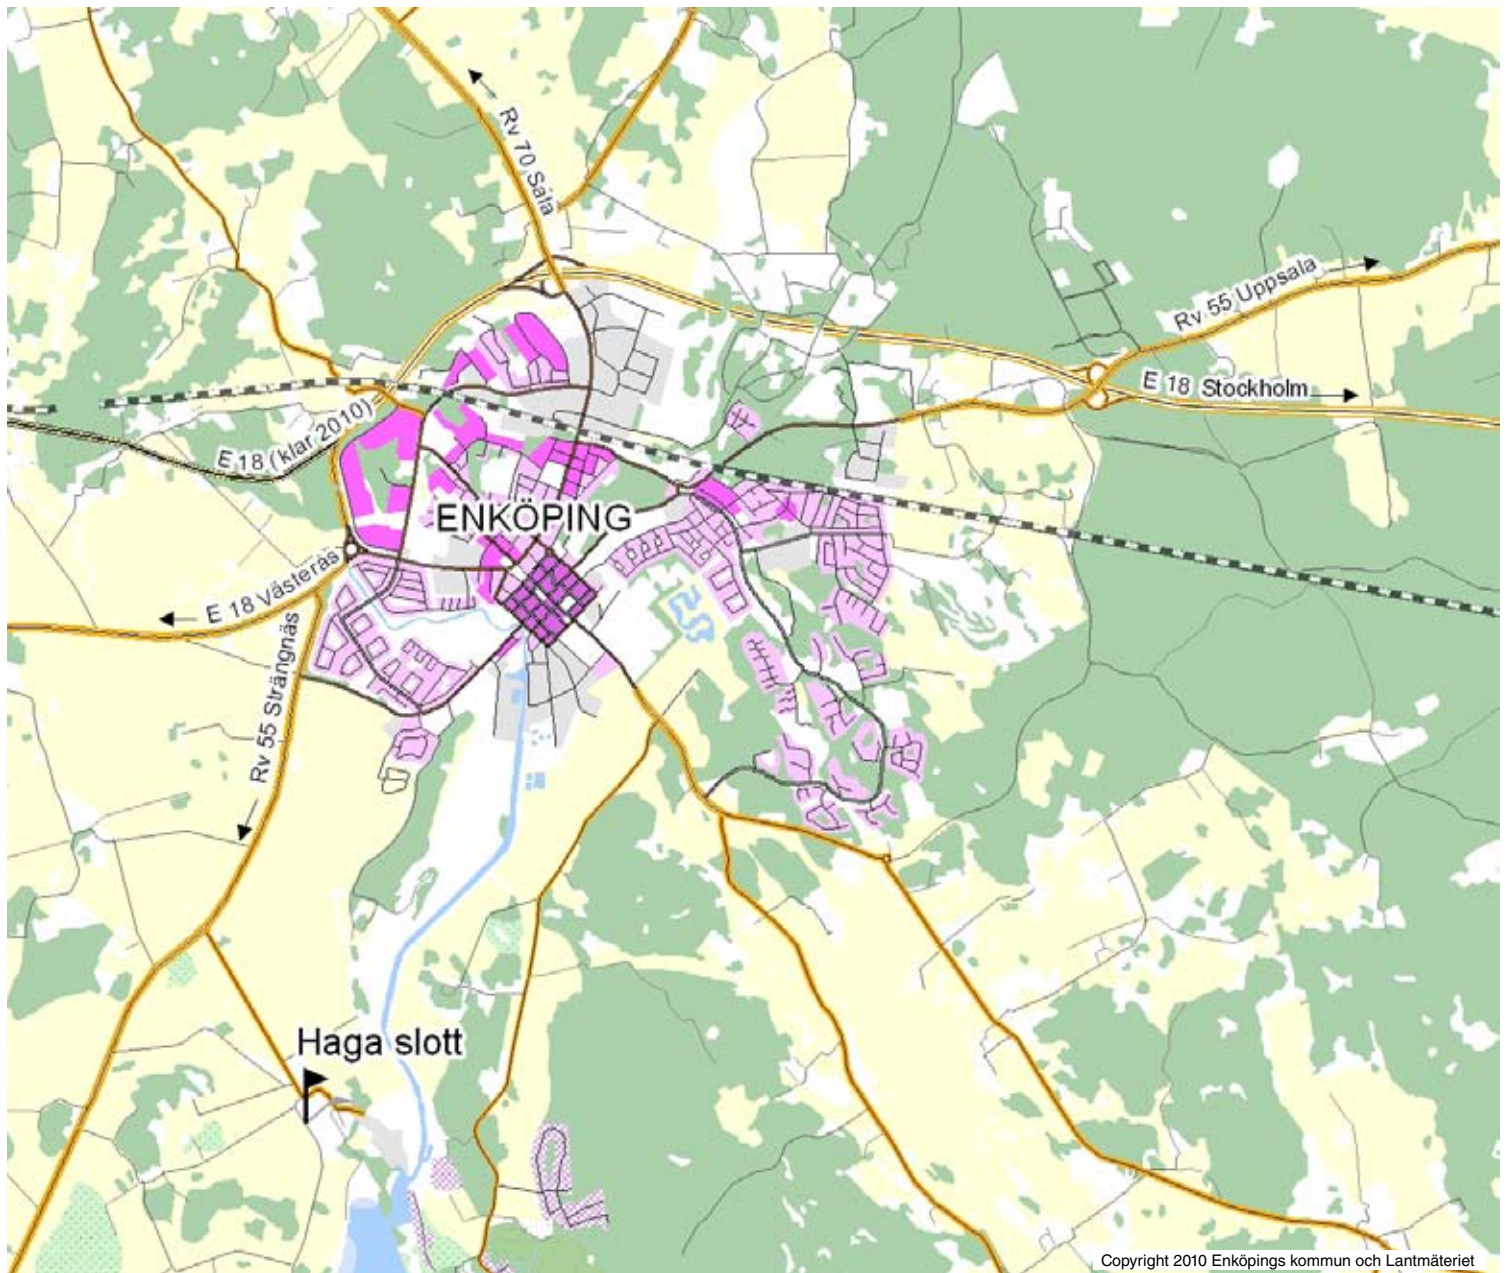 Rv 70 Sala
Rv 55 Uppsala
E 18 Stockholm
E 18 (klar 2010)
ENKÖPING
E 18 Västerås
Rv 55 Strängnäs
Haga slott
Copyright 2010 Enköpings kommun och Lantmäteriet